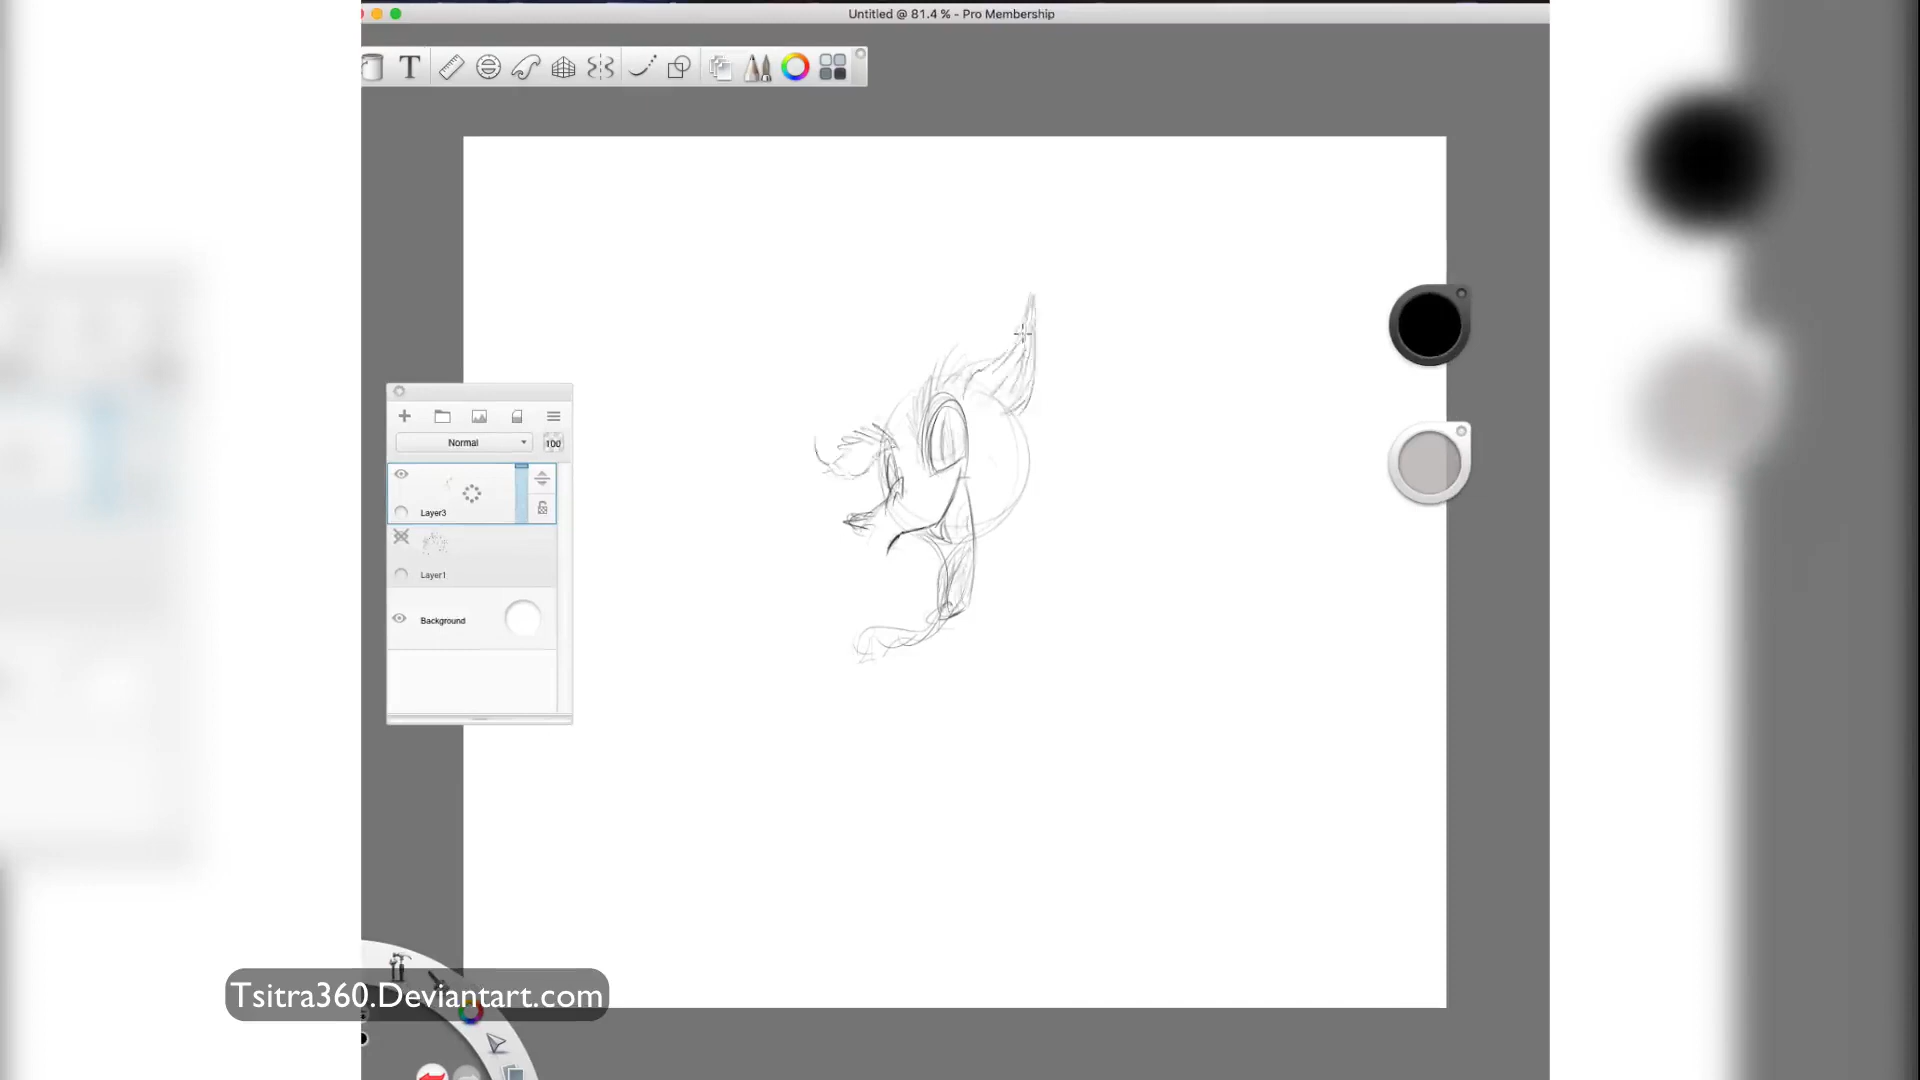 Untitled @ 81.4 % - Pro Membership
T
Normal
100
Layer3
Layer1
Background
Tsitra360.Deviantart.com